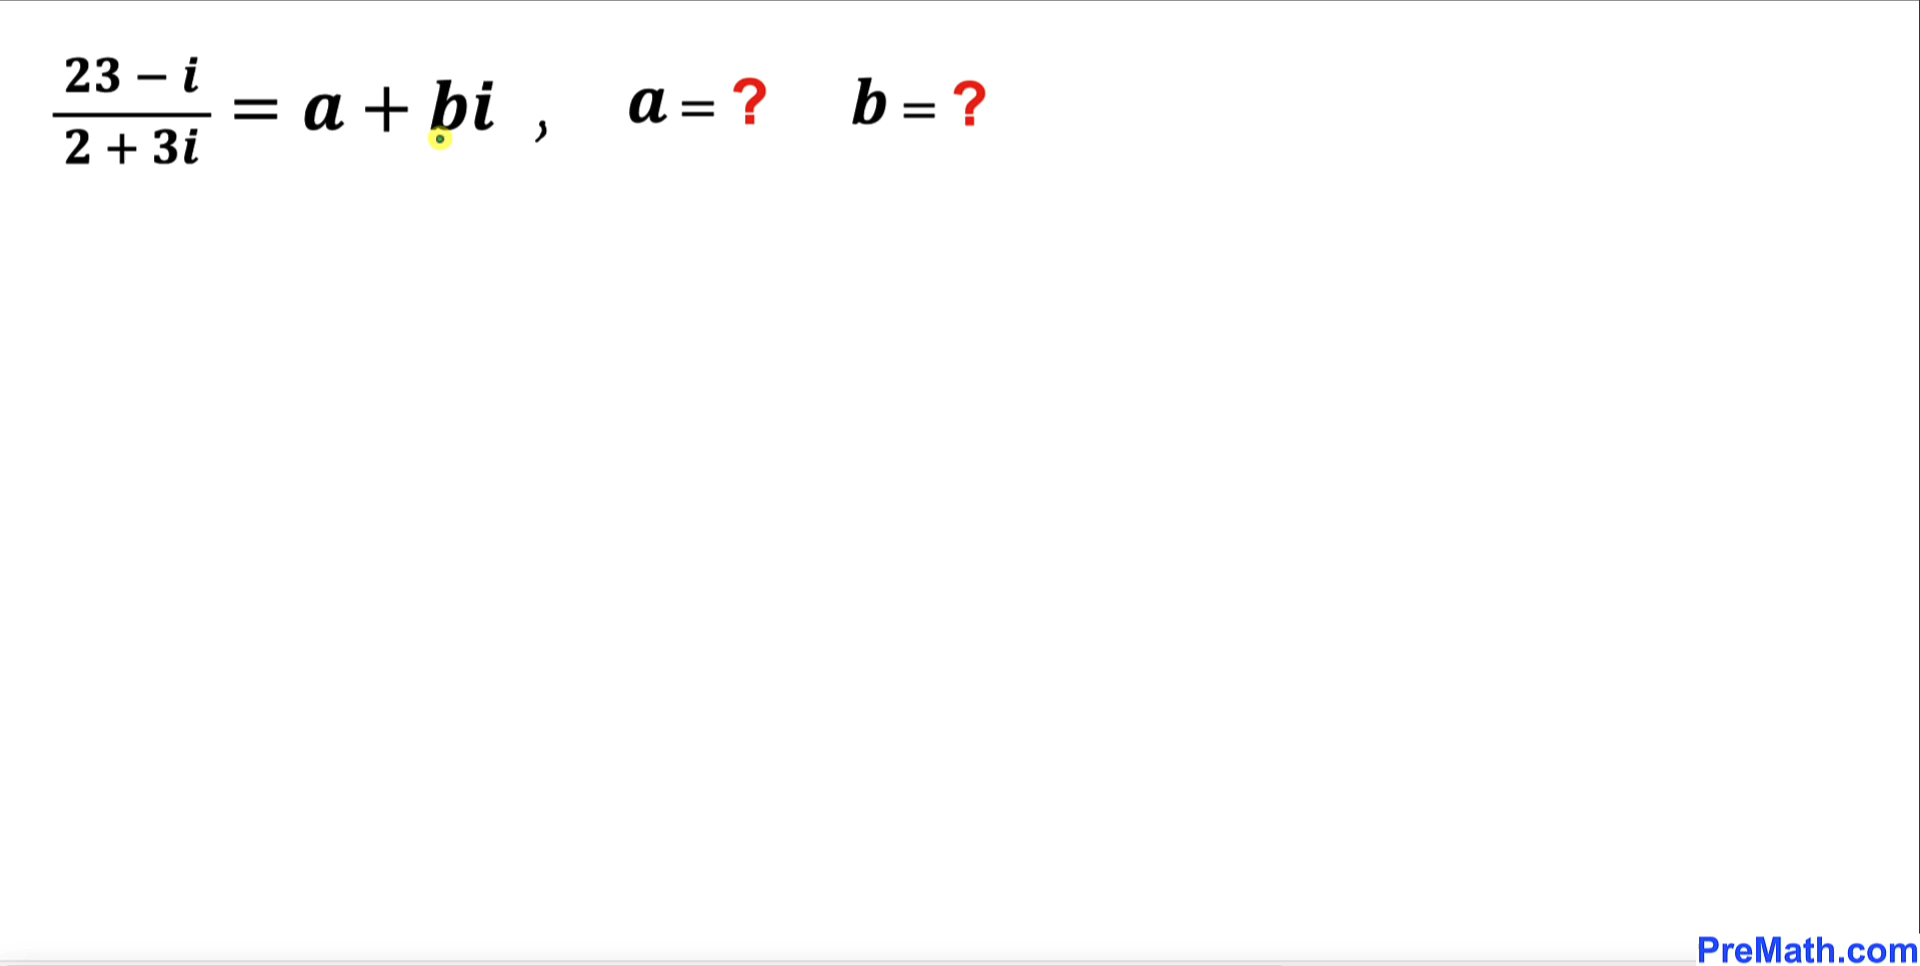 23 − i
2 + 3i
= a + bi , a = ? b = ?
PreMath.com